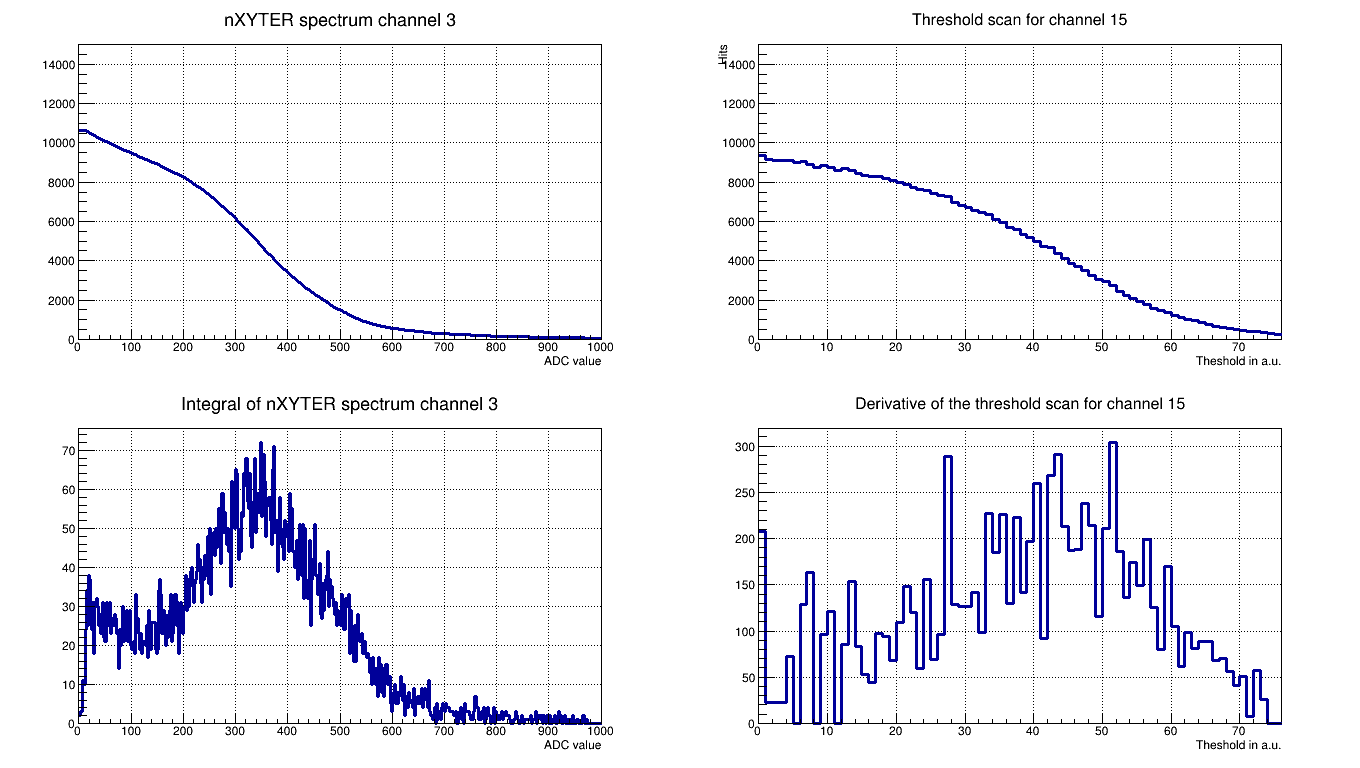 nXYTER spectrum channel 3
14000
12000
10000
8000
6000
4000
2000
0
0 100 200 300 400 500 600 700 800 900 1000
ADC value
Threshold scan for channel 15
Hits
14000
12000
10000
8000
6000
4000
2000
0
0 10 20 30 40 50 60 70
Theshold in a.u.
Integral of nXYTER spectrum channel 3
70
60
50
40
30
20
10
0
0 100 200 300 400 500 600 700 800 900 1000
ADC value
Derivative of the threshold scan for channel 15
300
250
200
150
100
50
0
0 10 20 30 40 50 60 70
Theshold in a.u.